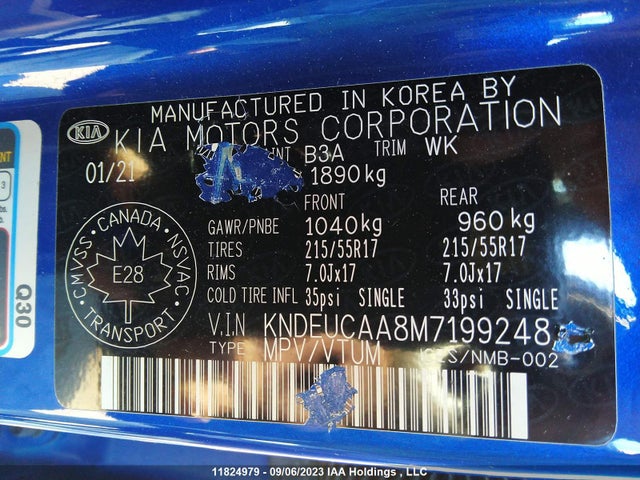 MANUFACTURED IN KOREA BY
KIA KIA MOTORS CORPORATION
01/21 B3A TRIM WK
1890kg
FRONT REAR
GAWR/PNBE 1040kg 960kg
TIRES 215/55R17 215/55R17
RIMS 7.0Jx17 7.0Jx17
COLD TIRE INFL 35psi SINGLE 33psi SINGLE
V.I.N KNDEUCAA8M7199248
TYPE MPV/VTUM /NMB-002
CANADA
CMVSS NSVAC
E28
TRANSPORT
Q30
11824979 - 09/06/2023 IAA Holdings , LLC